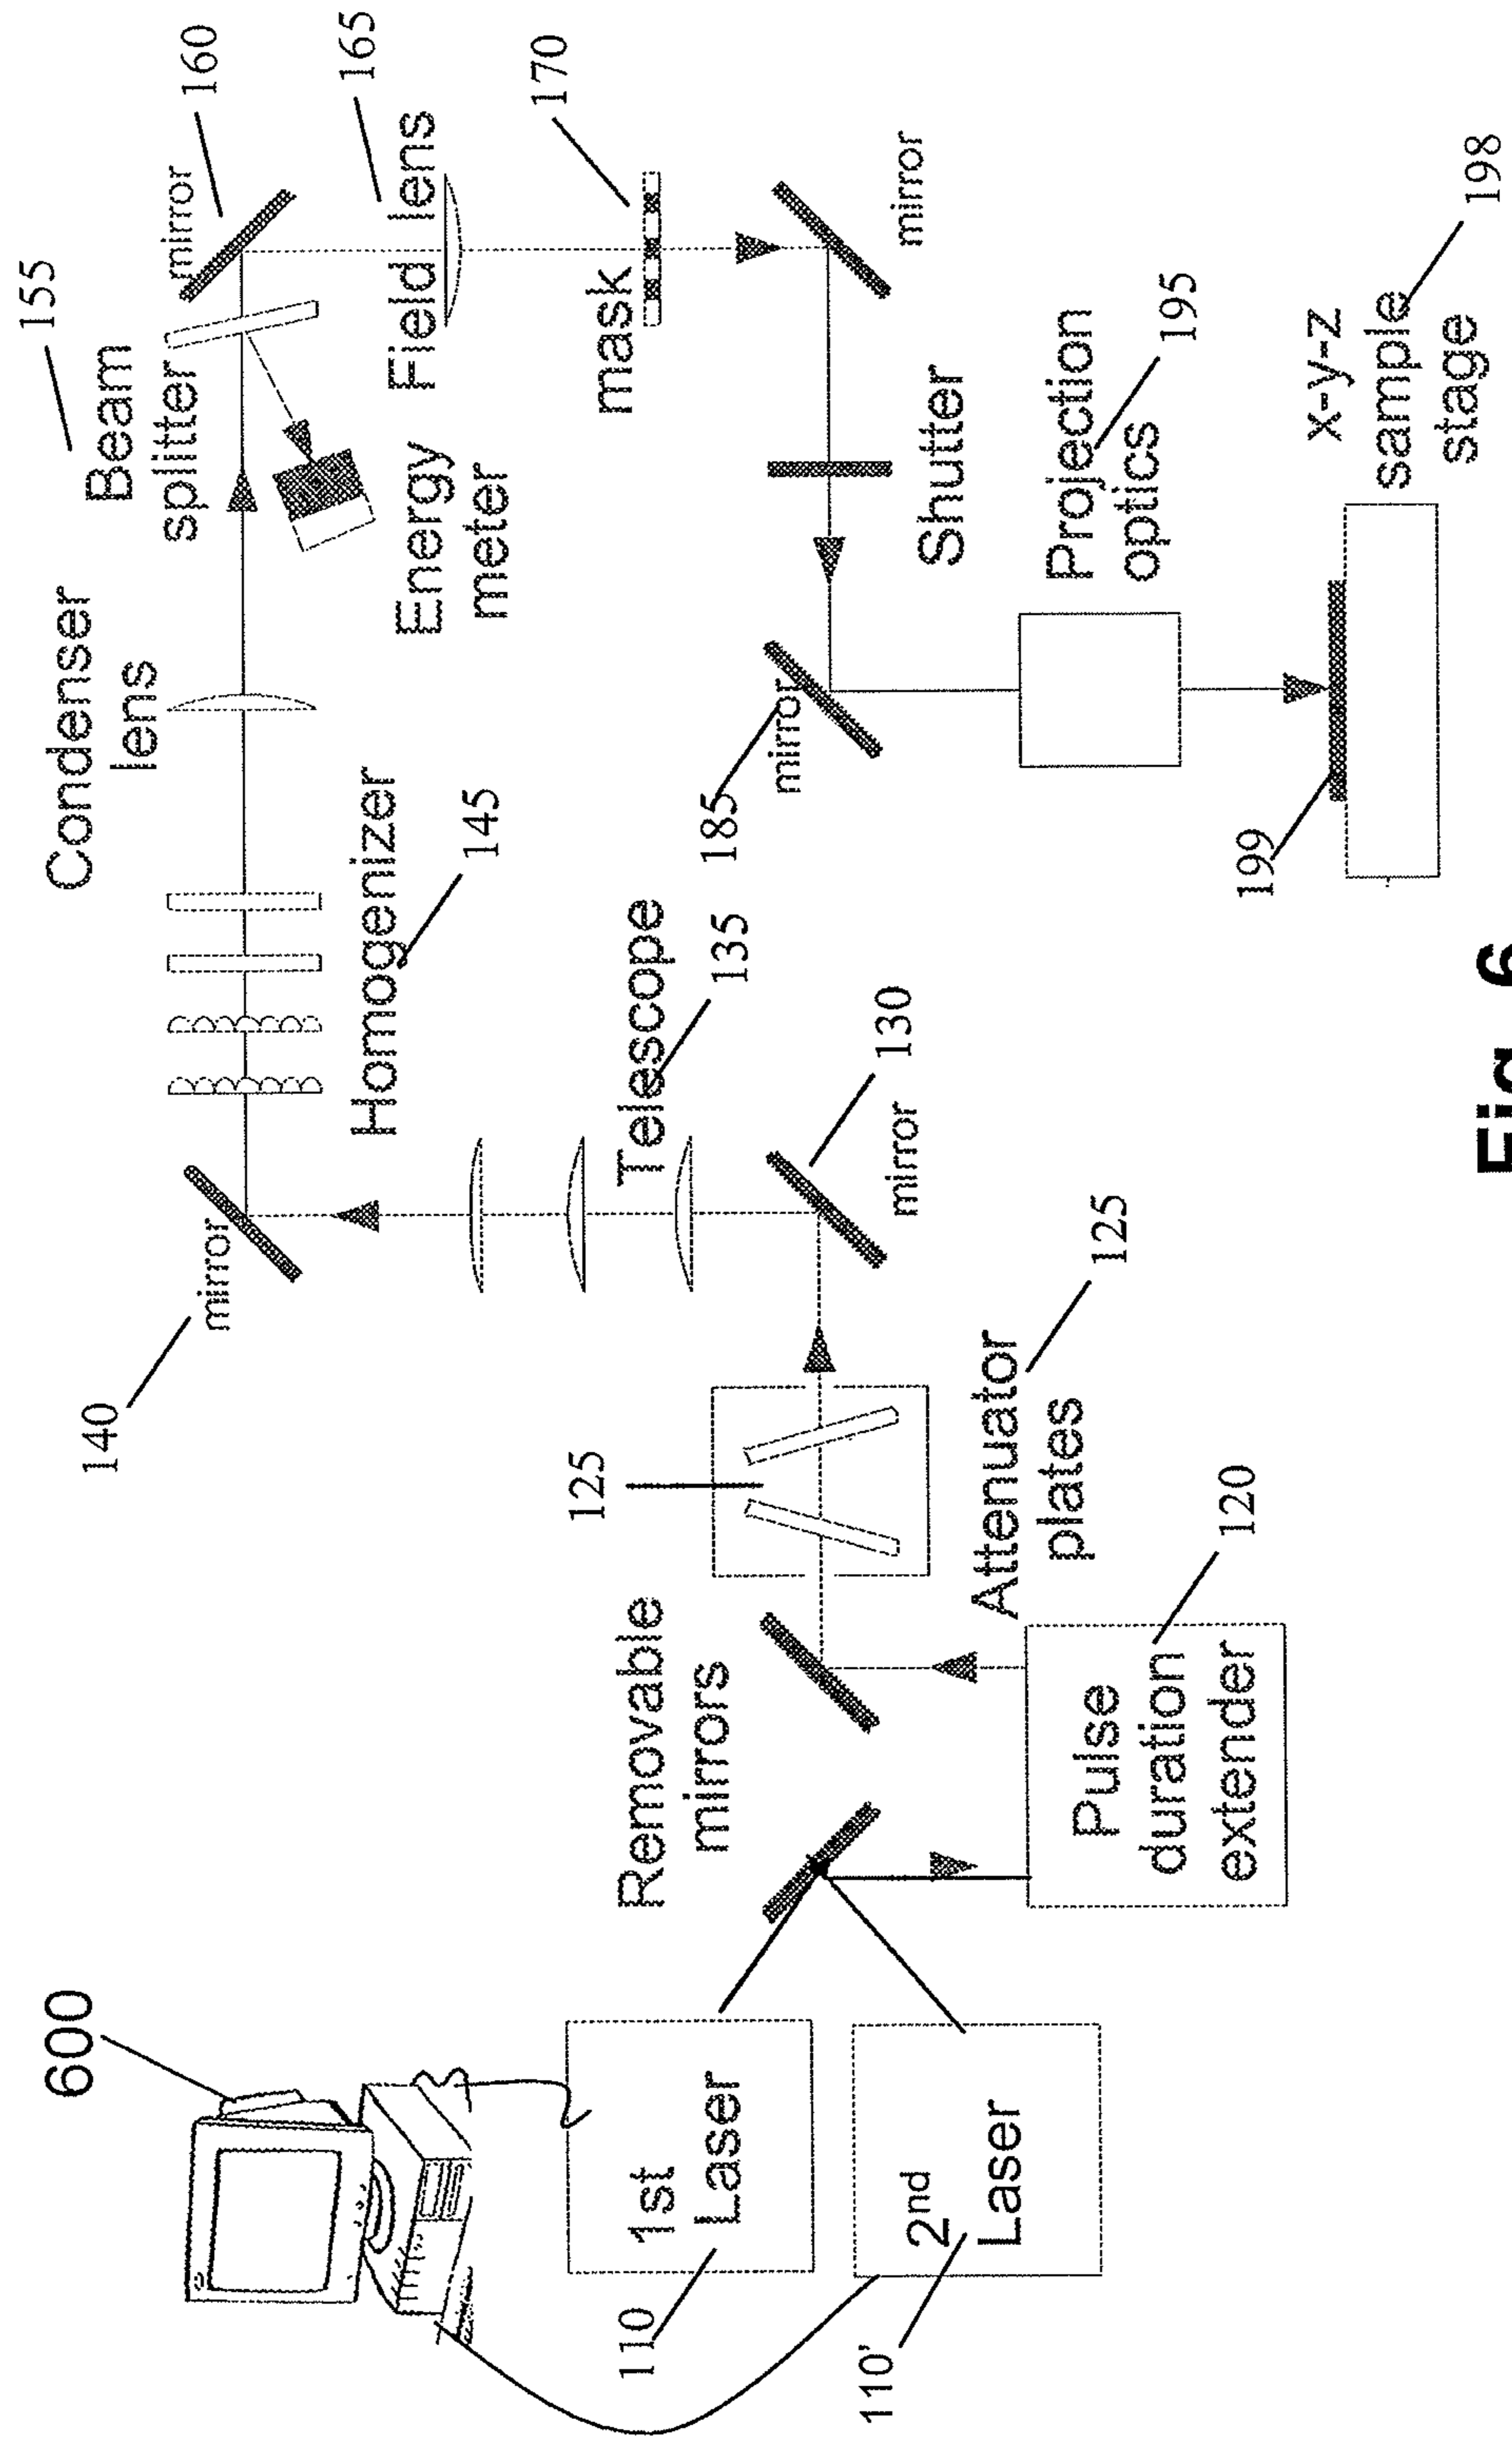 600
1st
Laser
110
2nd
Laser
110'
Removable
mirrors
Pulse
duration
extender
120
125
Attenuator
plates
125
mirror
130
Telescope
135
140
mirror
Homogenizer
145
Condenser
lens
Beam
splitter
155
Energy
meter
mirror
160
Field lens
165
mask
170
mirror
Shutter
185
mirror
Projection
optics
195
199
x-y-z
sample
stage
198
Fig. 6